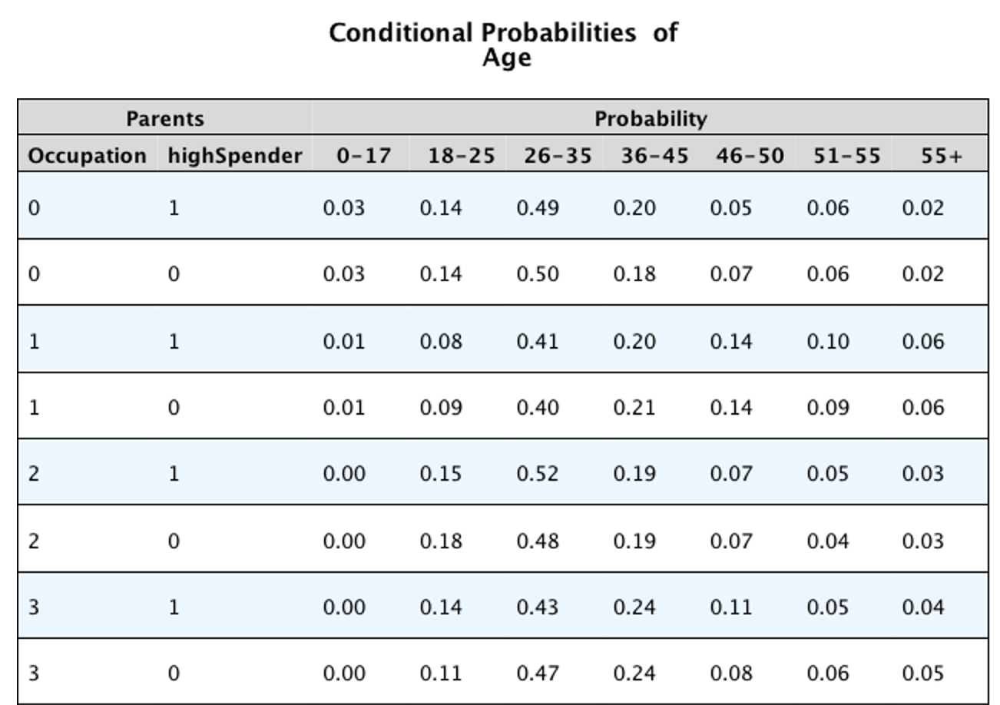 Conditional Probabilities of
Age
Parents Probability
Occupation highSpender 0-17 18-25 26-35 36-45 46-50 51-55 55+
0 1 0.03 0.14 0.49 0.20 0.05 0.06 0.02
0 0 0.03 0.14 0.50 0.18 0.07 0.06 0.02
1 1 0.01 0.08 0.41 0.20 0.14 0.10 0.06
1 0 0.01 0.09 0.40 0.21 0.14 0.09 0.06
2 1 0.00 0.15 0.52 0.19 0.07 0.05 0.03
2 0 0.00 0.18 0.48 0.19 0.07 0.04 0.03
3 1 0.00 0.14 0.43 0.24 0.11 0.05 0.04
3 0 0.00 0.11 0.47 0.24 0.08 0.06 0.05